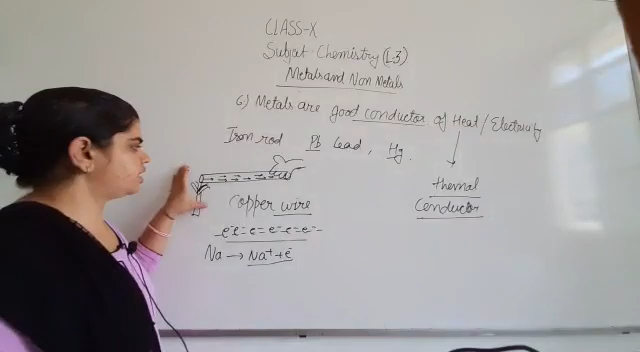 CLASS-X
Subject Chemistry (L3)
Metals and Non Metals
6) Metals are good conductor of Heat / Electricity
Iron rod Pb lead, Hg.
thermal
Conductor
copper wire
e⁻ e⁻ e⁻ e⁻ e⁻ e⁻
Na → Na⁺ + e⁻